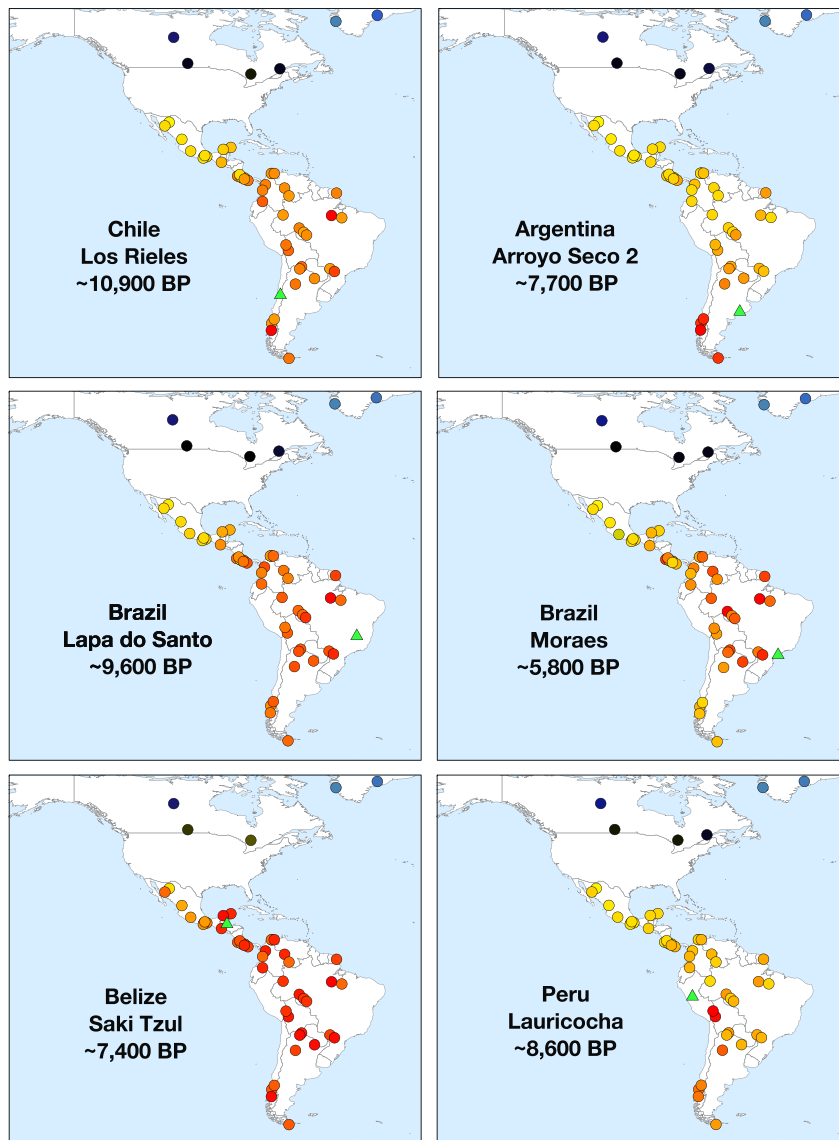 Chile
Los Rieles
~10,900 BP
Argentina
Arroyo Seco 2
~7,700 BP
Brazil
Lapa do Santo
~9,600 BP
Brazil
Moraes
~5,800 BP
Belize
Saki Tzul
~7,400 BP
Peru
Lauricocha
~8,600 BP